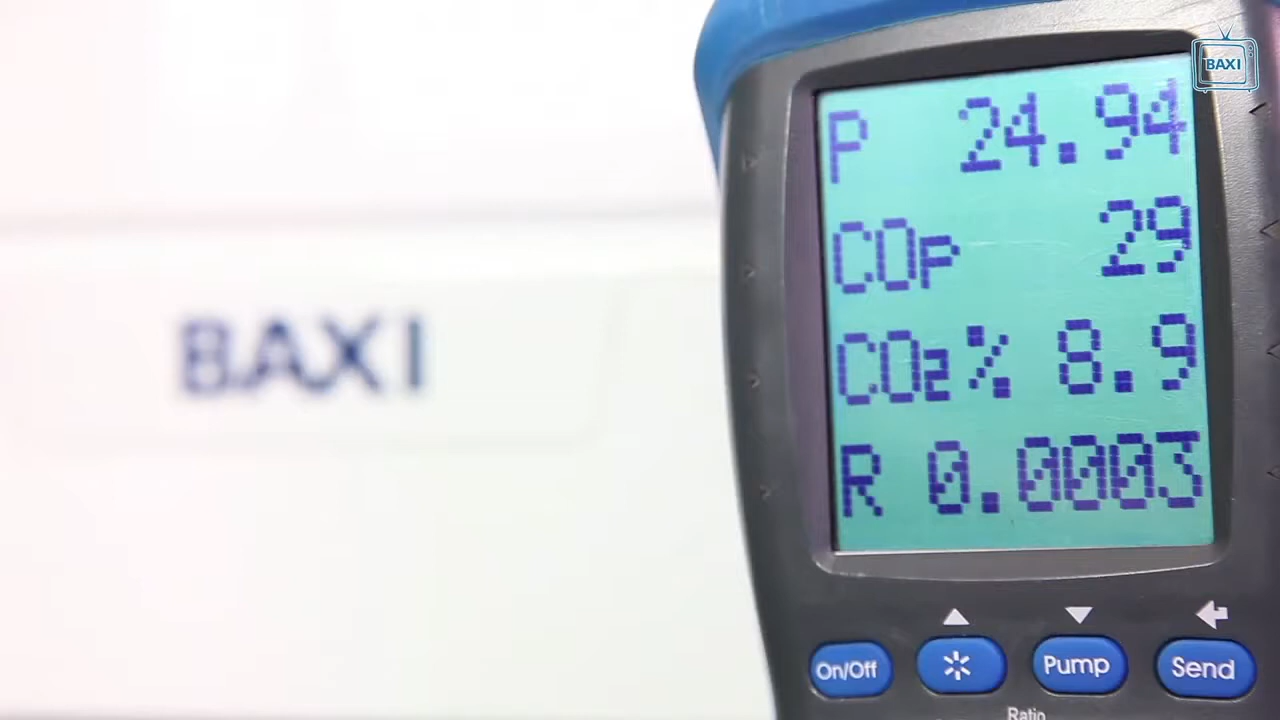 BAXI
BAXI
P 24.94
COp 29
CO2% 8.9
R 0.0003
On/Off
Pump
Send
Ratio